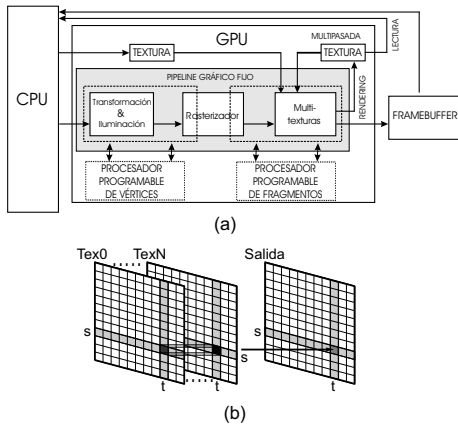 GPU
MULTIPASADA
TEXTURA
TEXTURA
LECTURA
PIPELINE GRÁFICO FIJO
CPU
Transformación
&
Iluminación
Rasterizador
Multi-
texturas
RENDERING
FRAMEBUFFER
PROCESADOR
PROGRAMABLE
DE VÉRTICES
PROCESADOR
PROGRAMABLE
DE FRAGMENTOS
(a)
Tex0 ...... TexN
Salida
s
s
t ...... t
t
(b)